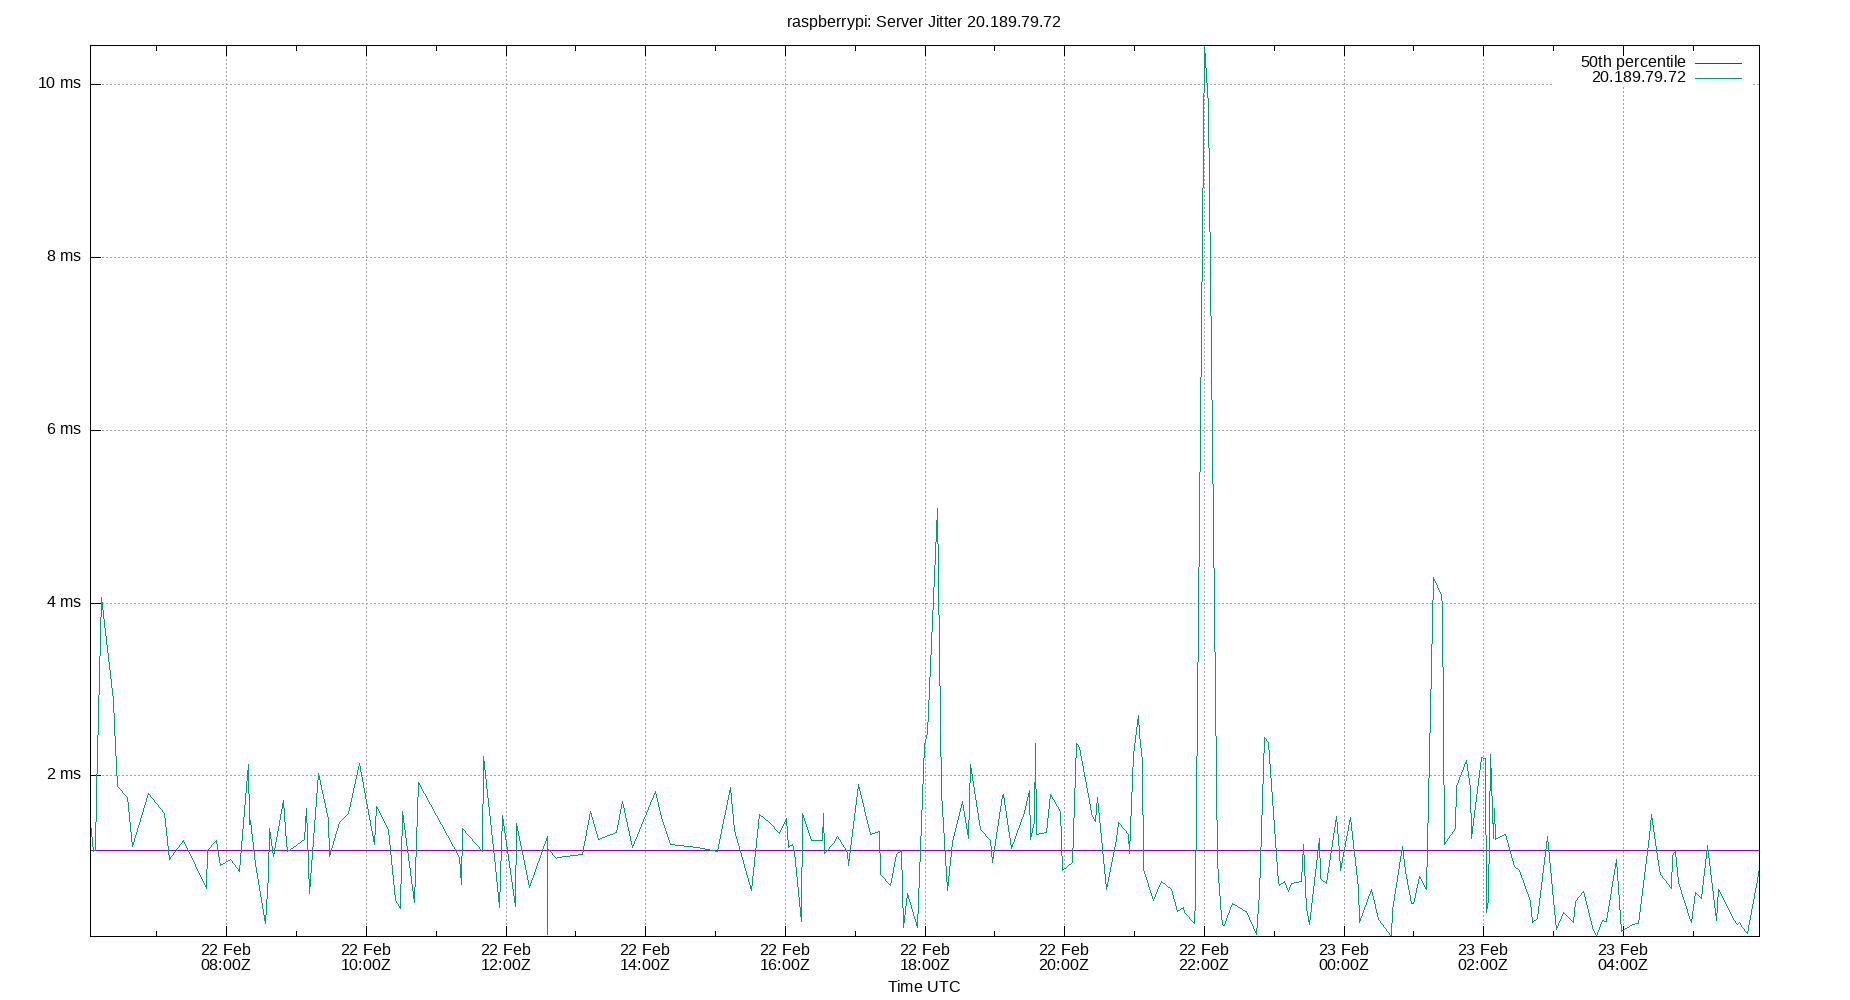 raspberrypi: Server Jitter 20.189.79.72
50th percentile
20.189.79.72
10 ms
8 ms
6 ms
4 ms
2 ms
22 Feb 22 Feb 22 Feb 22 Feb 22 Feb 22 Feb 22 Feb 22 Feb 23 Feb 23 Feb 23 Feb
08:00Z 10:00Z 12:00Z 14:00Z 16:00Z 18:00Z 20:00Z 22:00Z 00:00Z 02:00Z 04:00Z
Time UTC